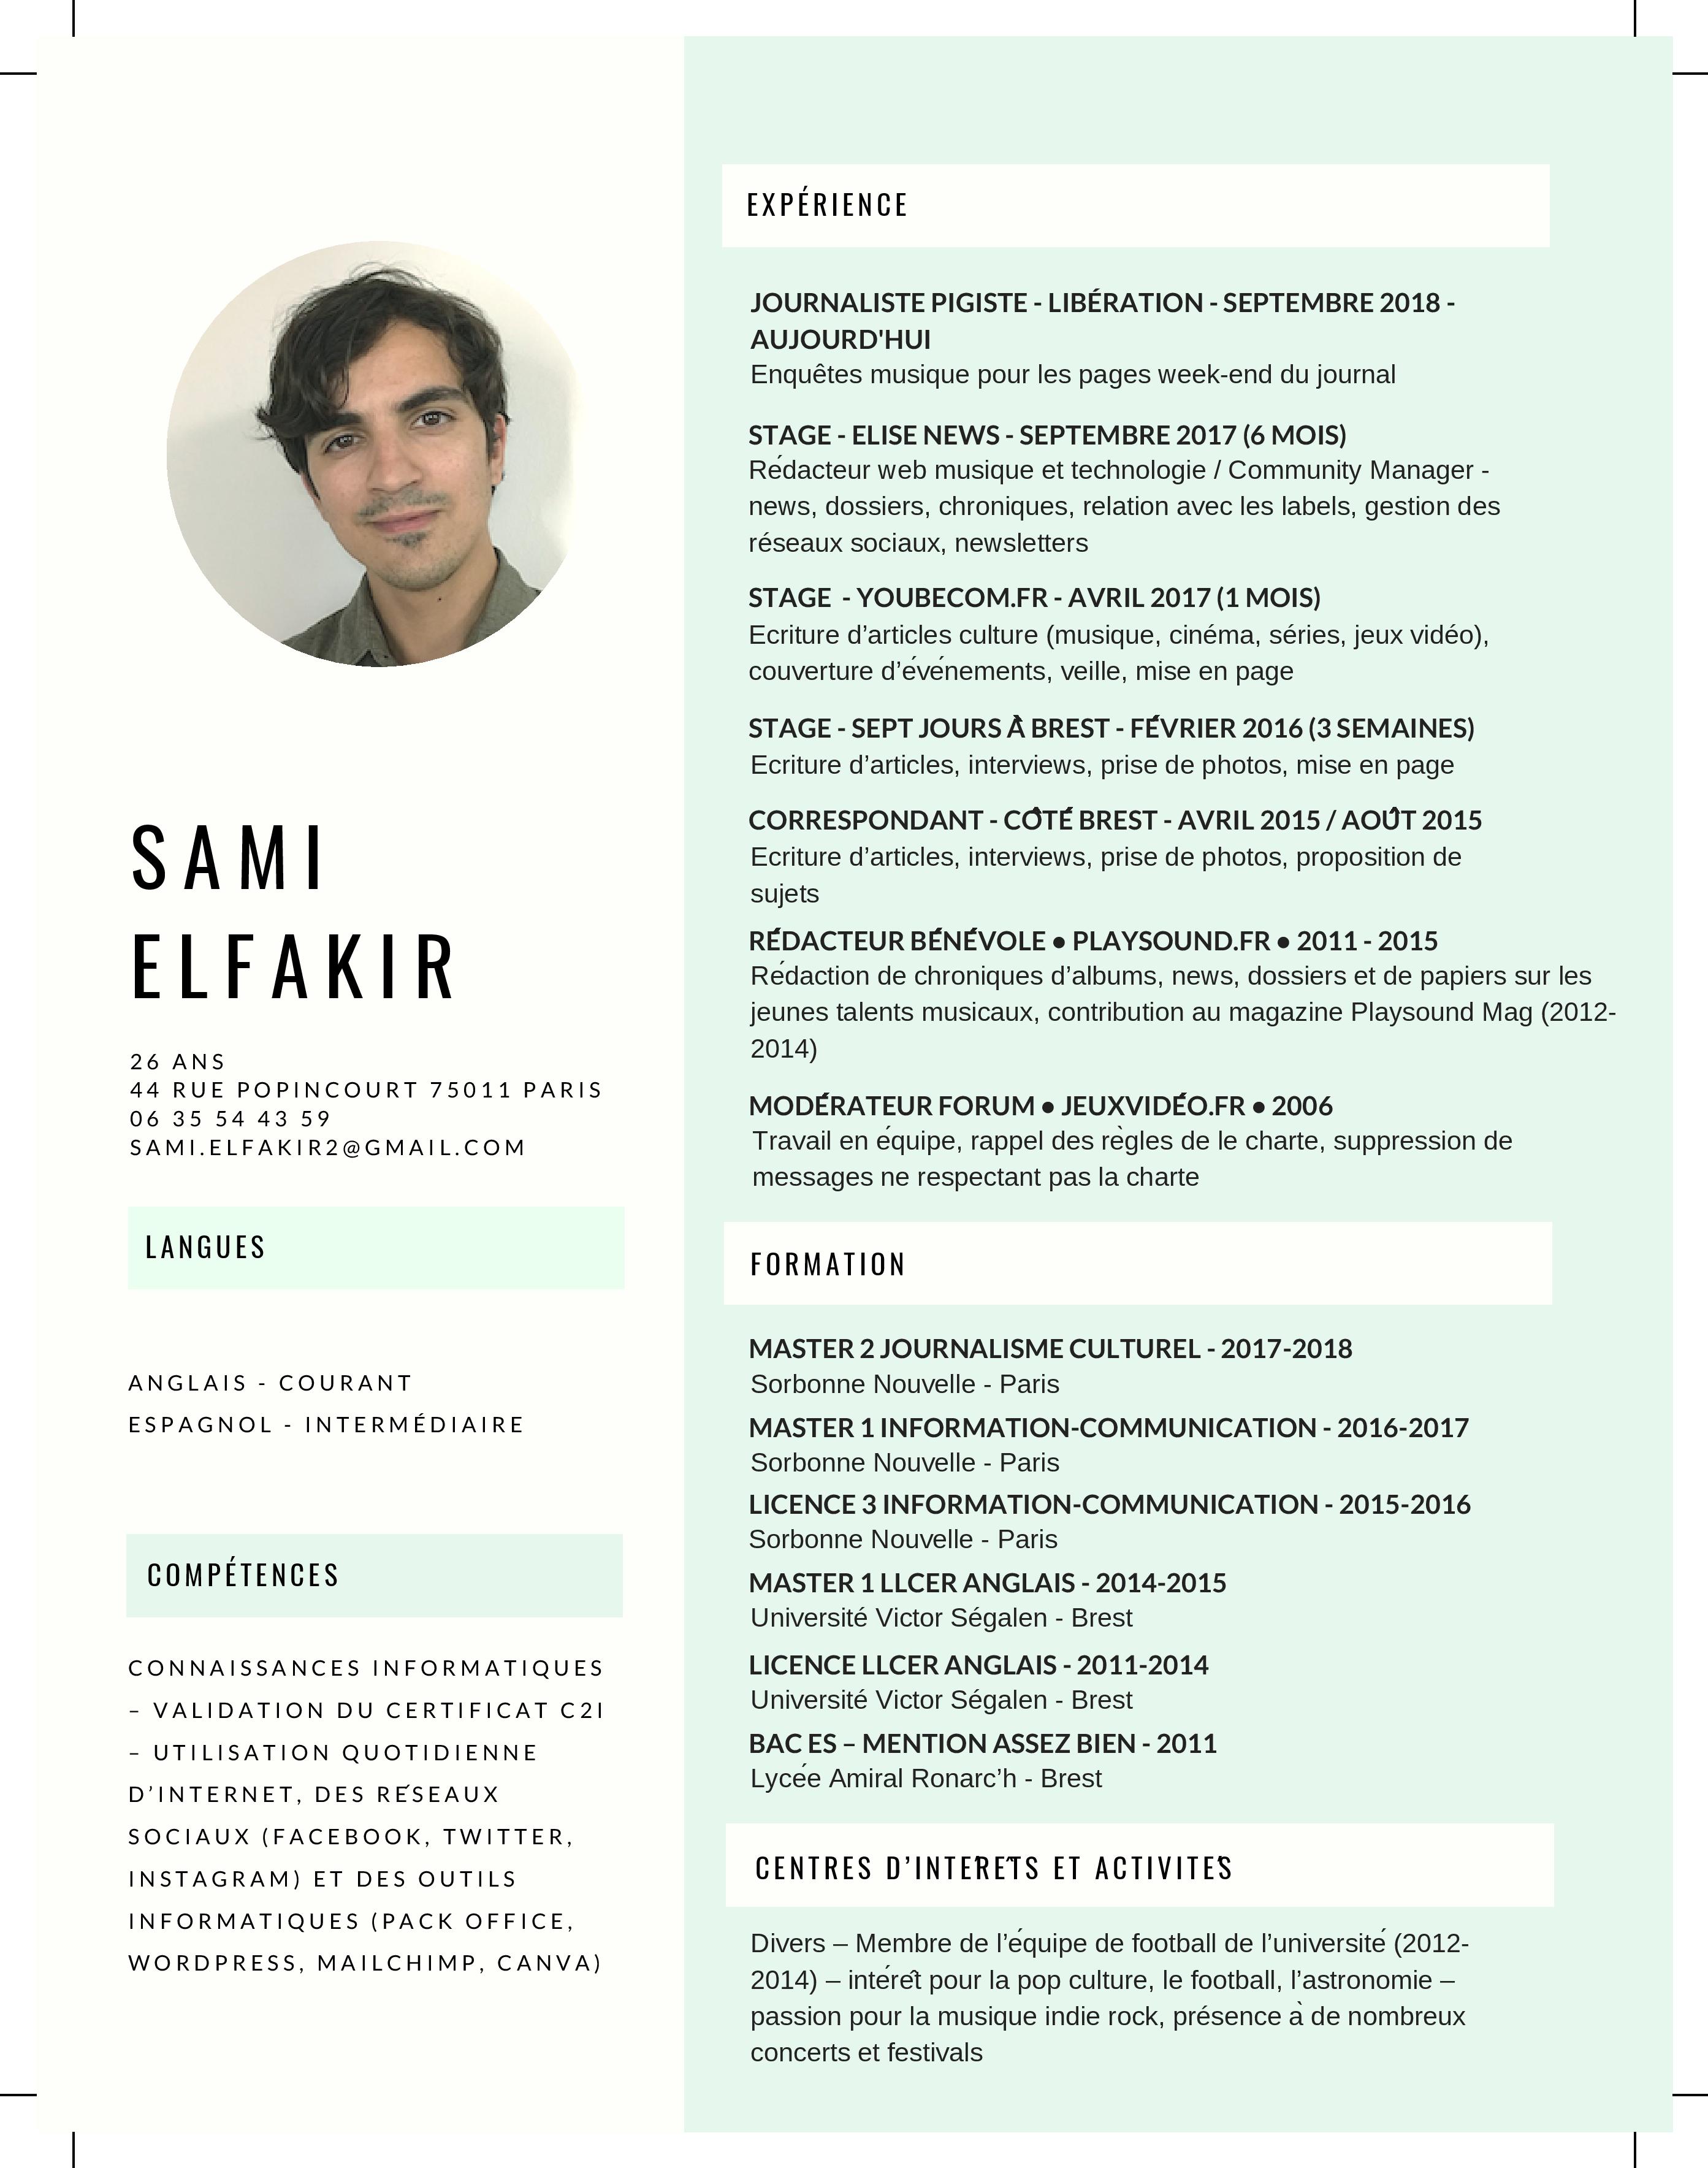 SAMI
ELFAKIR
26 ANS
44 RUE POPINCOURT 75011 PARIS
06 35 54 43 59
SAMI.ELFAKIR2@GMAIL.COM
LANGUES
ANGLAIS - COURANT
ESPAGNOL - INTERMÉDIAIRE
COMPÉTENCES
CONNAISSANCES INFORMATIQUES
– VALIDATION DU CERTIFICAT C2I
– UTILISATION QUOTIDIENNE
D’INTERNET, DES RÉSEAUX
SOCIAUX (FACEBOOK, TWITTER,
INSTAGRAM) ET DES OUTILS
INFORMATIQUES (PACK OFFICE,
WORDPRESS, MAILCHIMP, CANVA)
EXPÉRIENCE
JOURNALISTE PIGISTE - LIBÉRATION - SEPTEMBRE 2018 -
AUJOURD'HUI
Enquêtes musique pour les pages week-end du journal
STAGE - ELISE NEWS - SEPTEMBRE 2017 (6 MOIS)
Rédacteur web musique et technologie / Community Manager -
news, dossiers, chroniques, relation avec les labels, gestion des
réseaux sociaux, newsletters
STAGE - YOUBECOM.FR - AVRIL 2017 (1 MOIS)
Ecriture d’articles culture (musique, cinéma, séries, jeux vidéo),
couverture d’événements, veille, mise en page
STAGE - SEPT JOURS À BREST - FÉVRIER 2016 (3 SEMAINES)
Ecriture d’articles, interviews, prise de photos, mise en page
CORRESPONDANT - CÔTÉ BREST - AVRIL 2015 / AOÛT 2015
Ecriture d’articles, interviews, prise de photos, proposition de
sujets
RÉDACTEUR BÉNÉVOLE ● PLAYSOUND.FR ● 2011 - 2015
Rédaction de chroniques d’albums, news, dossiers et de papiers sur les
jeunes talents musicaux, contribution au magazine Playsound Mag (2012-
2014)
MODÉRATEUR FORUM ● JEUXVIDÉO.FR ● 2006
Travail en équipe, rappel des règles de le charte, suppression de
messages ne respectant pas la charte
FORMATION
MASTER 2 JOURNALISME CULTUREL - 2017-2018
Sorbonne Nouvelle - Paris
MASTER 1 INFORMATION-COMMUNICATION - 2016-2017
Sorbonne Nouvelle - Paris
LICENCE 3 INFORMATION-COMMUNICATION - 2015-2016
Sorbonne Nouvelle - Paris
MASTER 1 LLCER ANGLAIS - 2014-2015
Université Victor Ségalen - Brest
LICENCE LLCER ANGLAIS - 2011-2014
Université Victor Ségalen - Brest
BAC ES – MENTION ASSEZ BIEN - 2011
Lycée Amiral Ronarc’h - Brest
CENTRES D’INTÉRÊTS ET ACTIVITÉS
Divers – Membre de l’équipe de football de l’université (2012-
2014) – intérêt pour la pop culture, le football, l’astronomie –
passion pour la musique indie rock, présence à de nombreux
concerts et festivals